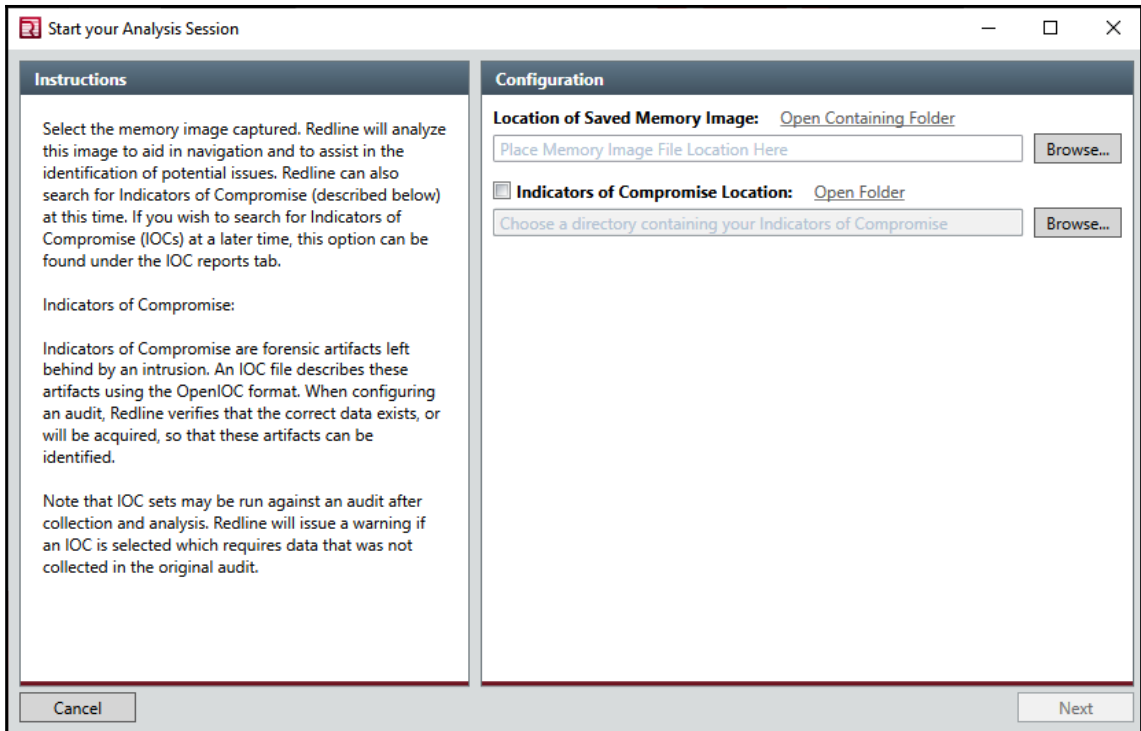 Start your Analysis Session
Instructions
Select the memory image captured. Redline will analyze
this image to aid in navigation and to assist in the
identification of potential issues. Redline can also
search for Indicators of Compromise (described below)
at this time. If you wish to search for Indicators of
Compromise (IOCs) at a later time, this option can be
found under the IOC reports tab.
Indicators of Compromise:
Indicators of Compromise are forensic artifacts left
behind by an intrusion. An IOC file describes these
artifacts using the OpenIOC format. When configuring
an audit, Redline verifies that the correct data exists, or
will be acquired, so that these artifacts can be
identified.
Note that IOC sets may be run against an audit after
collection and analysis. Redline will issue a warning if
an IOC is selected which requires data that was not
collected in the original audit.
Configuration
Location of Saved Memory Image: Open Containing Folder
Place Memory Image File Location Here Browse...
Indicators of Compromise Location: Open Folder
Choose a directory containing your Indicators of Compromise Browse...
Cancel Next